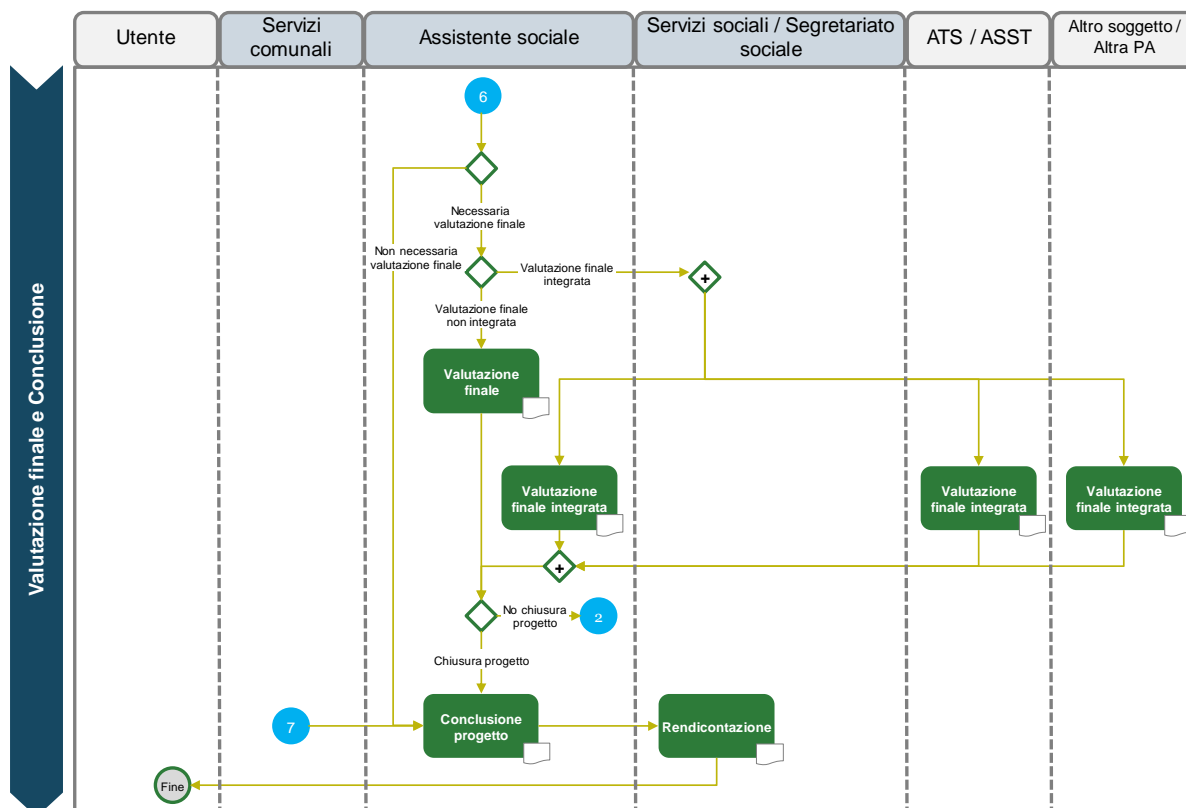 Utente
Servizi
comunali
Assistente sociale
Servizi sociali / Segretariato
sociale
ATS / ASST
Altro soggetto /
Altra PA
Valutazione finale e Conclusione
6
Necessaria
valutazione finale
Non necessaria
valutazione finale
Valutazione finale
integrata
+
Valutazione finale
non integrata
Valutazione
finale
Valutazione
finale integrata
Valutazione
finale integrata
Valutazione
finale integrata
+
No chiusura
progetto
2
Chiusura progetto
7
Conclusione
progetto
Rendicontazione
Fine